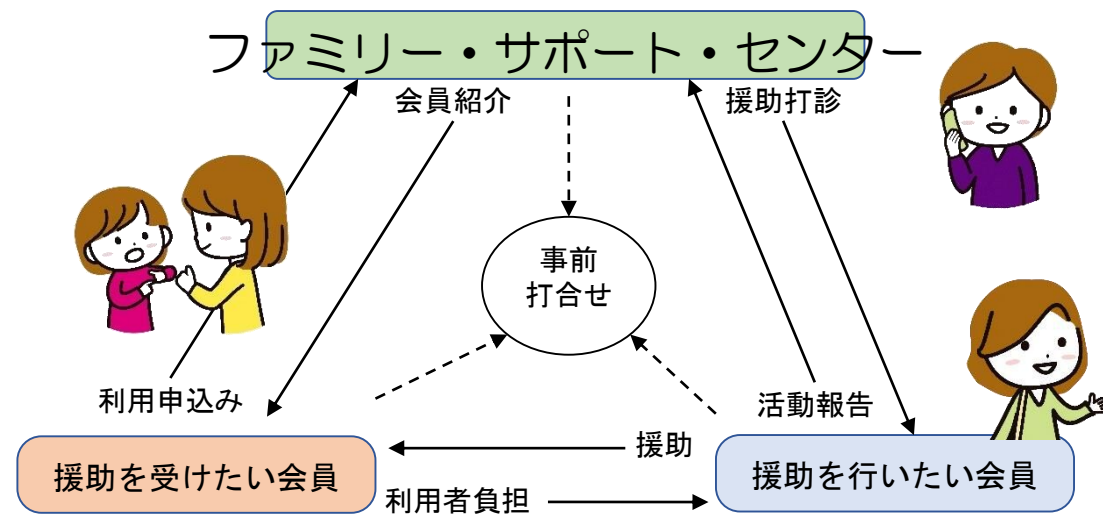 ファミリー・サポート・センター
会員紹介
援助打診
事前
打合せ
利用申込み
活動報告
援助
援助を受けたい会員
援助を行いたい会員
利用者負担